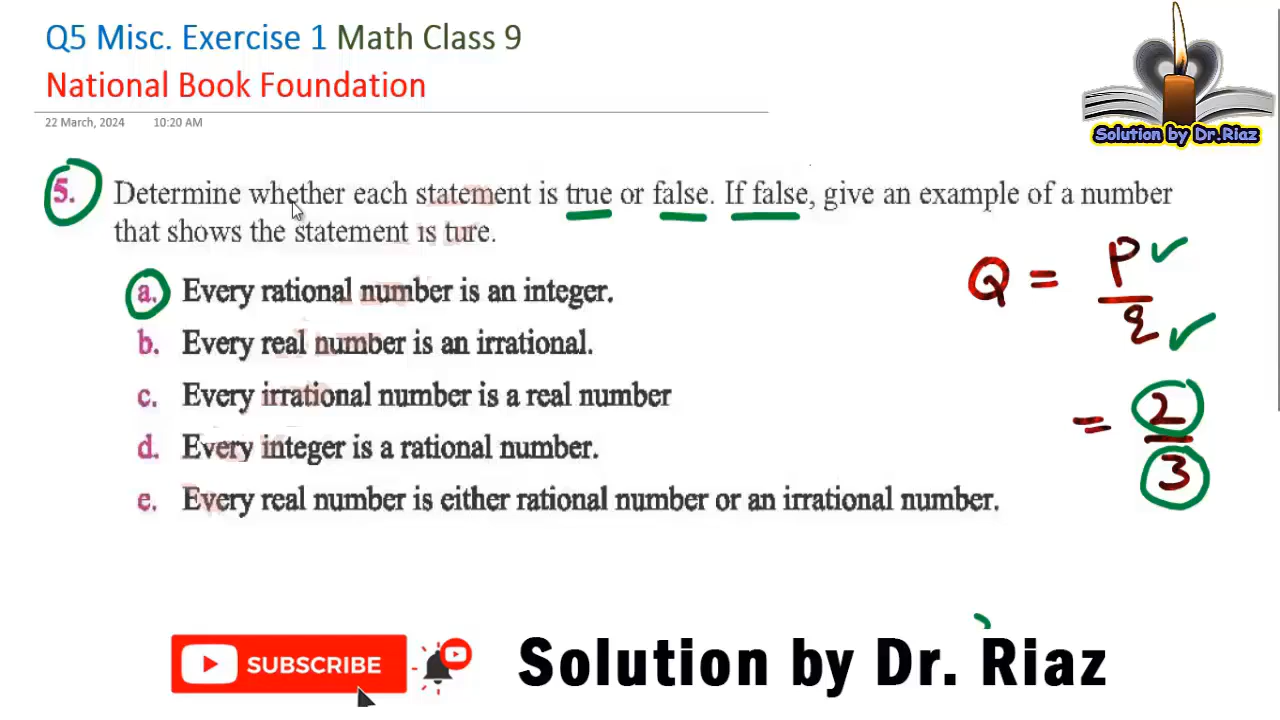 Q5 Misc. Exercise 1 Math Class 9
National Book Foundation
22 March, 2024 10:20 AM
Solution by Dr.Riaz
5. Determine whether each statement is true or false. If false, give an example of a number
that shows the statement is ture.
a. Every rational number is an integer.
b. Every real number is an irrational.
c. Every irrational number is a real number
d. Every integer is a rational number.
e. Every real number is either rational number or an irrational number.
Q = p
q
= 2
3
SUBSCRIBE
Solution by Dr. Riaz